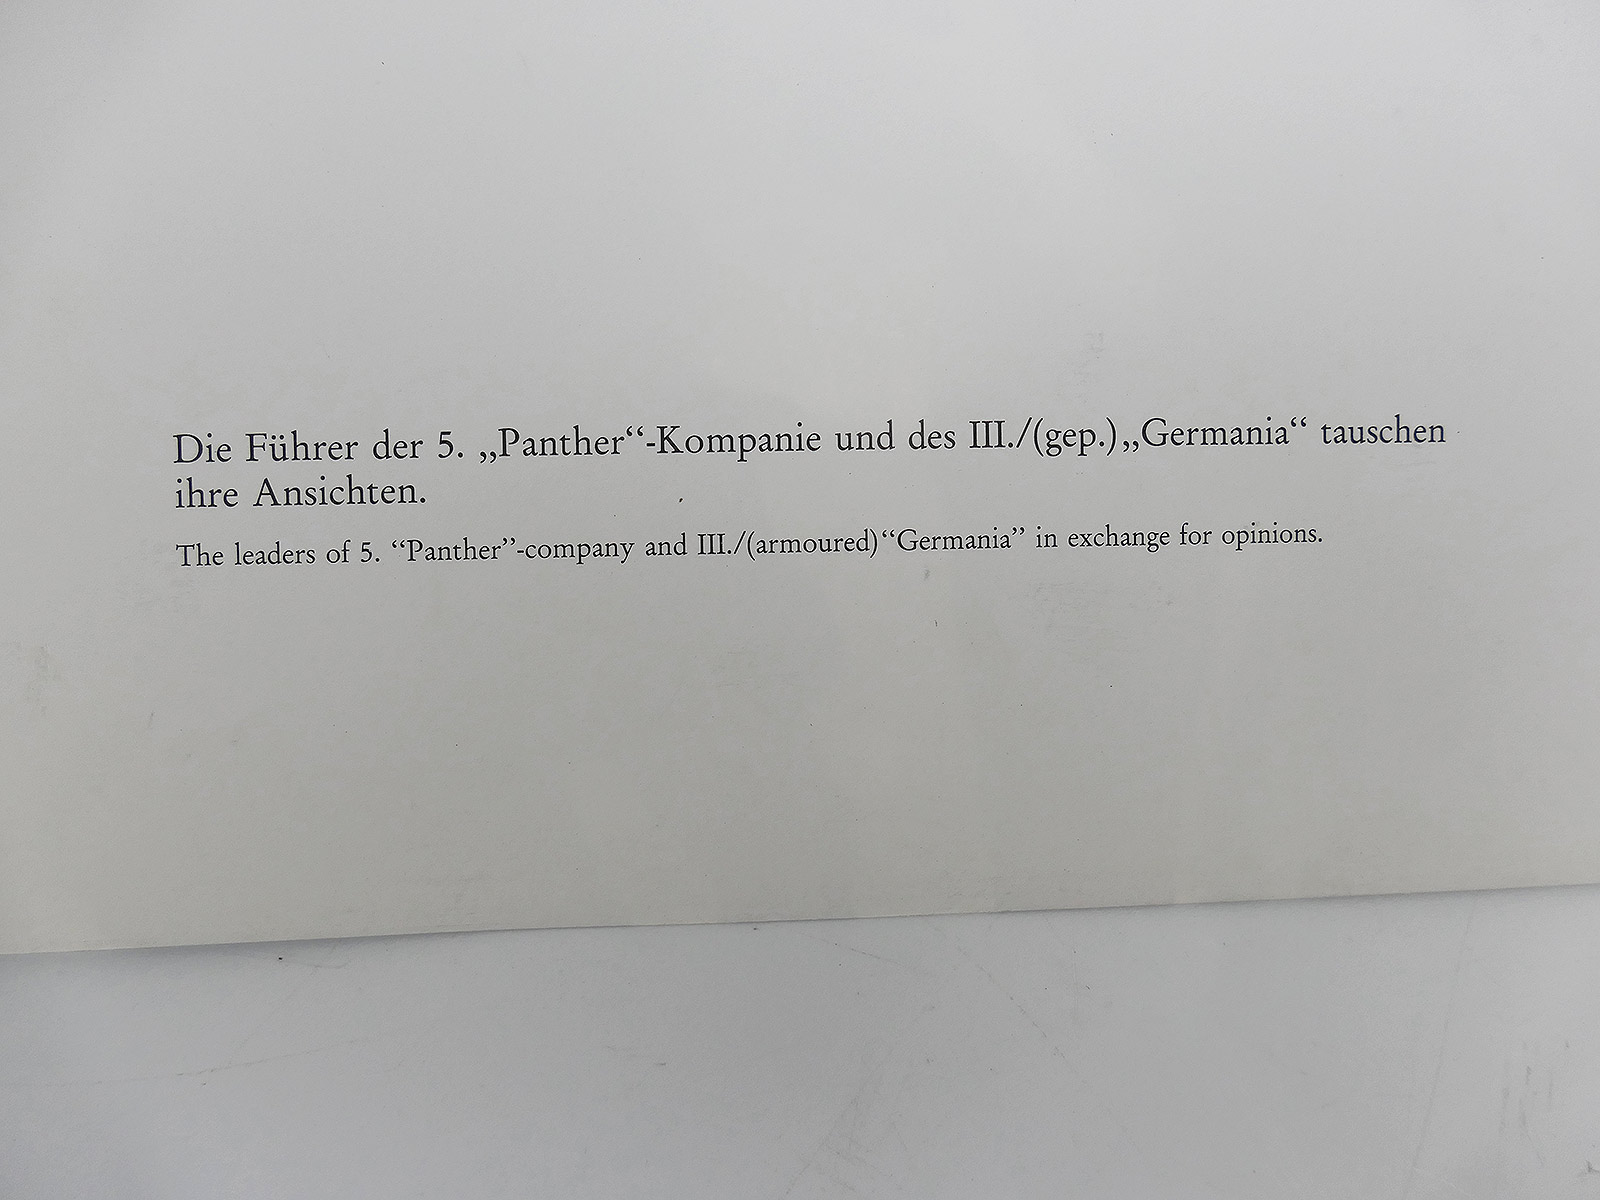 Die Führer der 5. „Panther“-Kompanie und des III./(gep.)„Germania“ tauschen
ihre Ansichten.
The leaders of 5. “Panther”-company and III./(armoured)“Germania” in exchange for opinions.